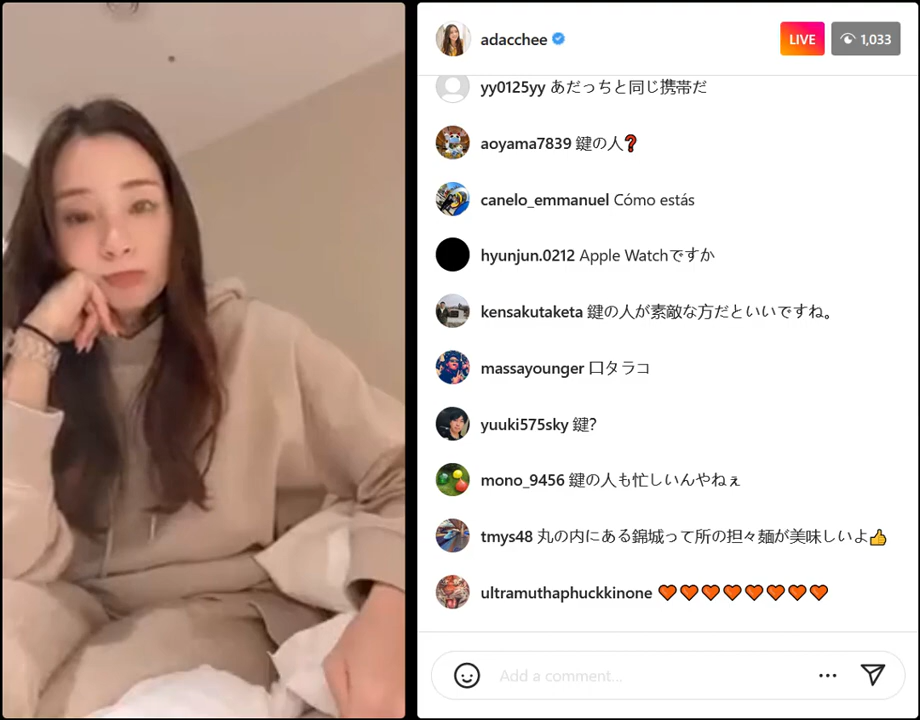 adacchee
LIVE
1,033
yy0125yy あだっちと同じ携帯だ
aoyama7839 鍵の人❓
canelo_emmanuel Cómo estás
hyunjun.0212 Apple Watchですか
kensakutaketa 鍵の人が素敵な方だといいですね。
massayounger 口タラコ
yuuki575sky 鍵?
mono_9456 鍵の人も忙しいんやねぇ
tmys48 丸の内にある錦城って所の担々麺が美味しいよ👍
ultramuthaphuckkinone 🧡🧡🧡🧡🧡🧡🧡🧡
Add a comment...